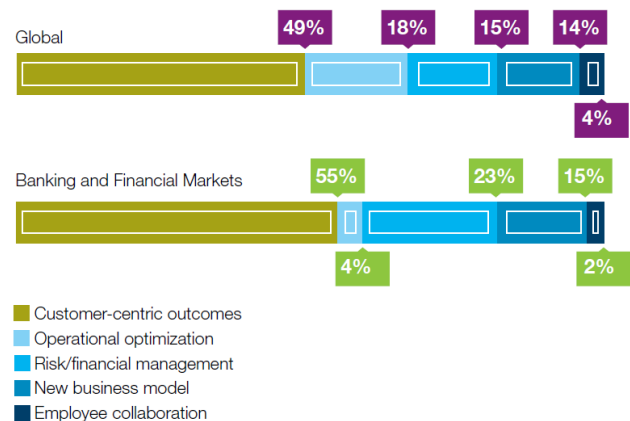 49% 18% 15% 14%
Global
4%
55% 23% 15%
Banking and Financial Markets
4% 2%
Customer-centric outcomes
Operational optimization
Risk/financial management
New business model
Employee collaboration